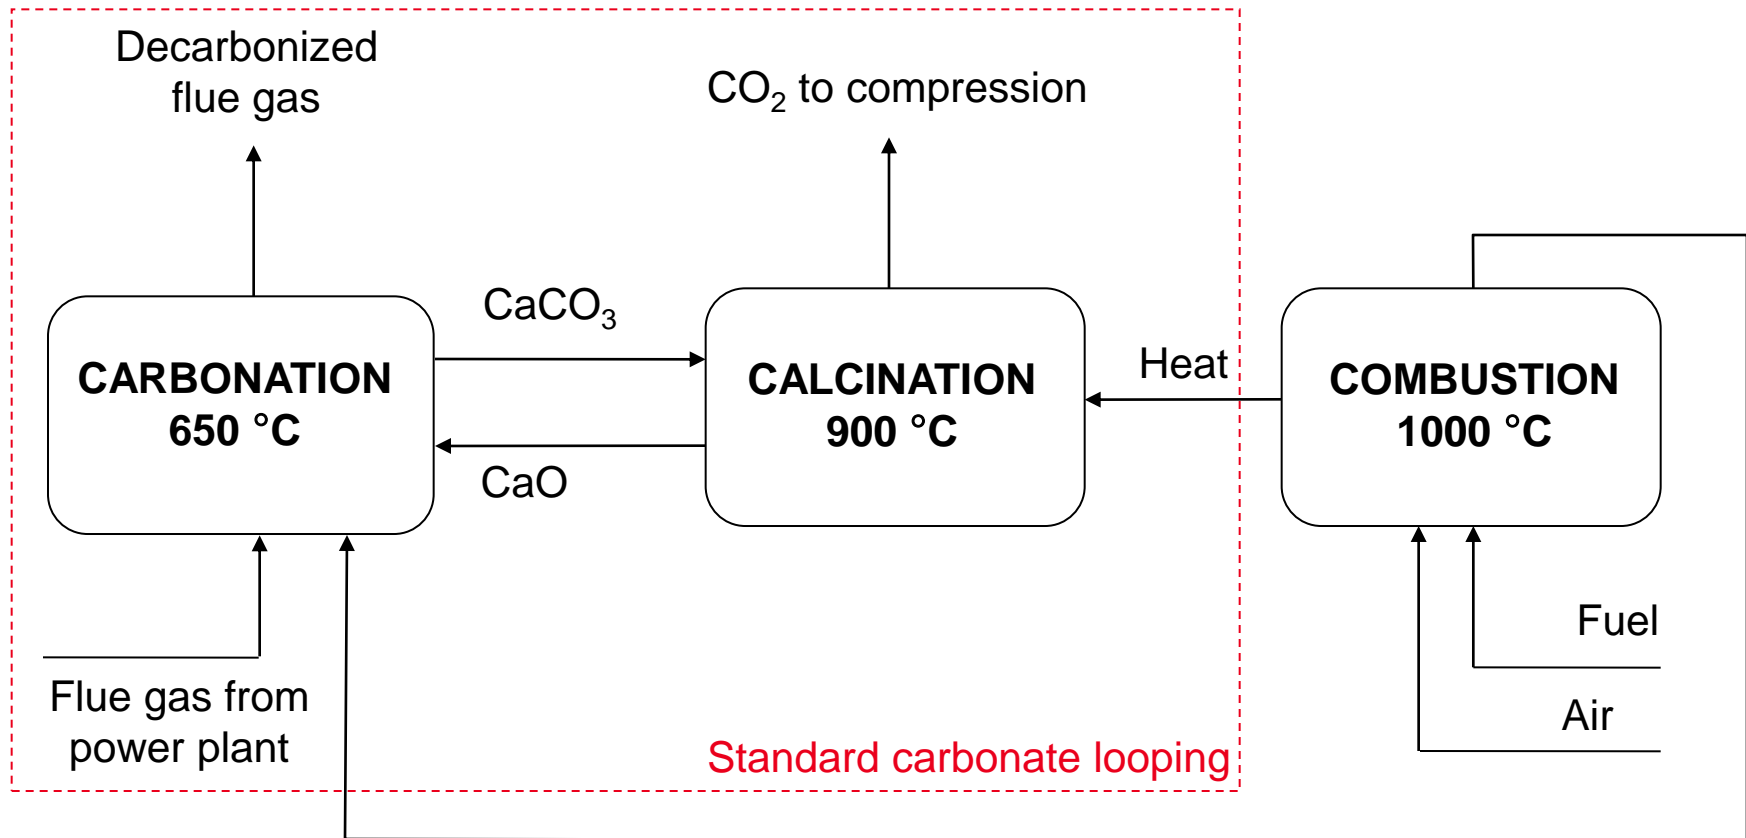 Decarbonized
flue gas
CO₂ to compression
CaCO₃
CARBONATION
650 °C
CALCINATION
900 °C
Heat
COMBUSTION
1000 °C
CaO
Fuel
Flue gas from
power plant
Air
Standard carbonate looping